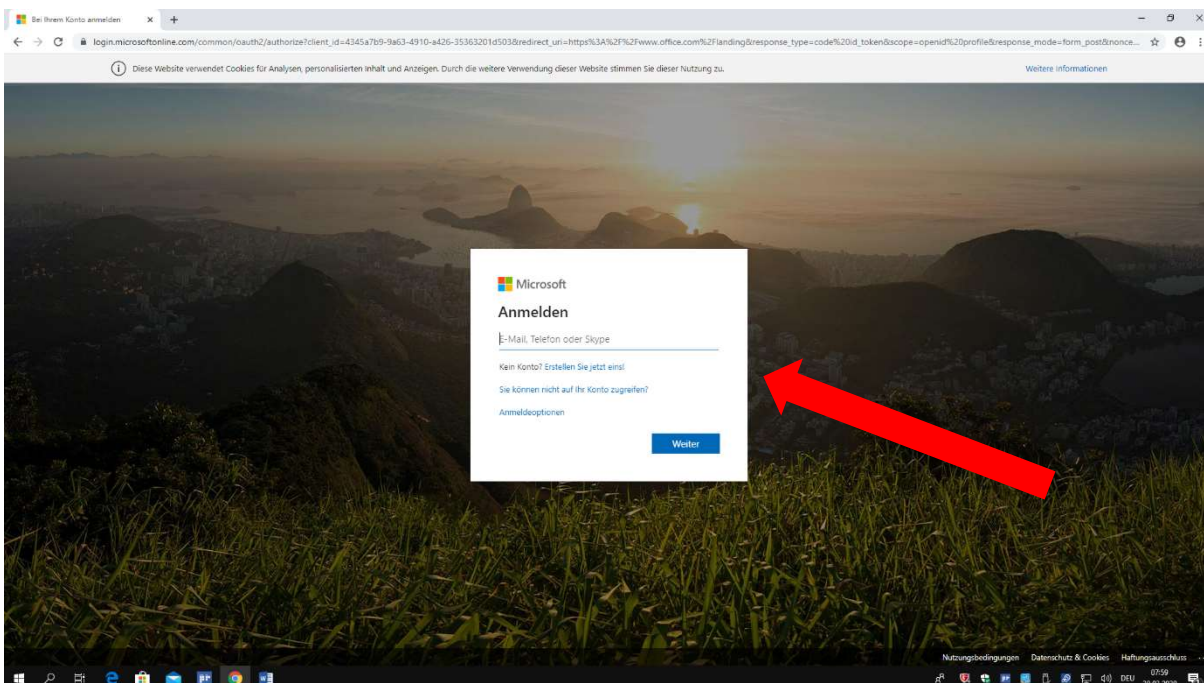 Bei Ihrem Konto anmelden
login.microsoftonline.com/common/oauth2/authorize?client_id=4345a7b9-9a63-4910-a426-35363201d503&redirect_uri=https%3A%2F%2Fwww.office.com%2Flanding&response_type=code%20id_token&scope=openid%20profile&response_mode=form_post&nonce...
Diese Website verwendet Cookies für Analysen, personalisierten Inhalt und Anzeigen. Durch die weitere Verwendung dieser Website stimmen Sie dieser Nutzung zu. Weitere Informationen
Microsoft
Anmelden
E-Mail, Telefon oder Skype
Kein Konto? Erstellen Sie jetzt eins!
Sie können nicht auf Ihr Konto zugreifen?
Anmeldeoptionen
Weiter
Nutzungsbedingungen Datenschutz & Cookies Haftungsausschluss
DEU 07:59